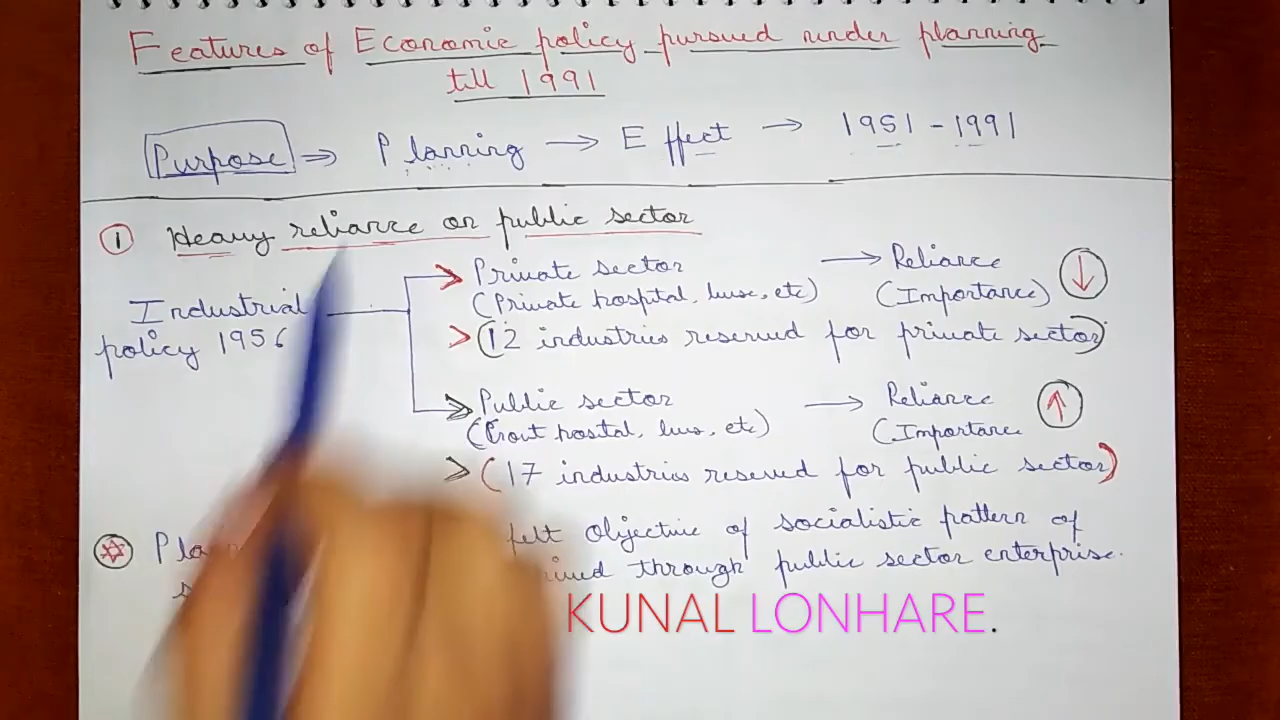 Features of Economic policy pursued under planning
till 1991
Purpose ⇒ Planning → Effect → 1951 - 1991
① Heavy reliance on public sector
Industrial
policy 1956
> Private sector → Reliance ↓
(Private hospital, buse, etc) (Importance)
> (12 industries reserved for private sector)
> Public sector → Reliance ↑
(Govt hostal, bus, etc) (Importance
> (17 industries reserved for public sector)
felt objective of socialistic pattern of
through public sector enterprise.
KUNAL LONHARE.